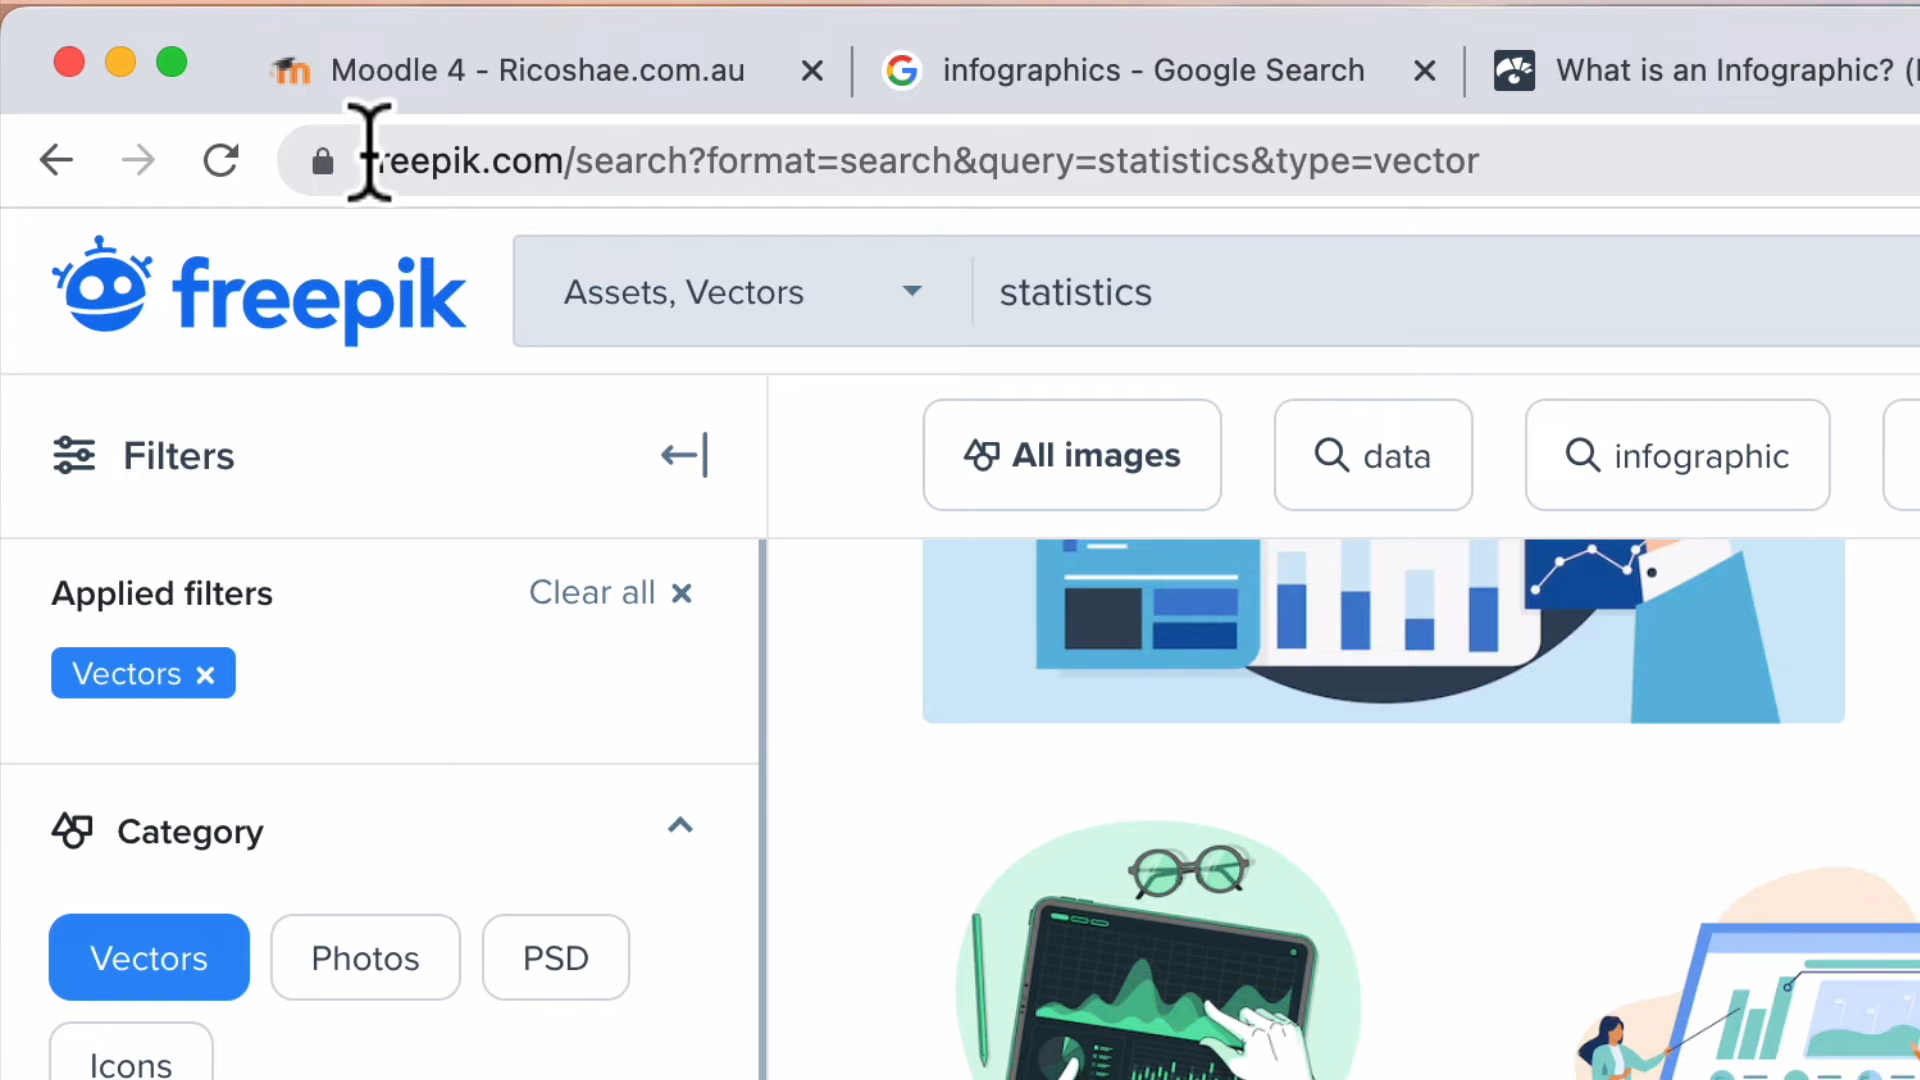 Moodle 4 - Ricoshae.com.au
infographics - Google Search
What is an Infographic? (
freepik.com/search?format=search&query=statistics&type=vector
freepik
Assets, Vectors
statistics
Filters
All images
data
infographic
Applied filters
Clear all
Vectors
Category
Vectors
Photos
PSD
Icons